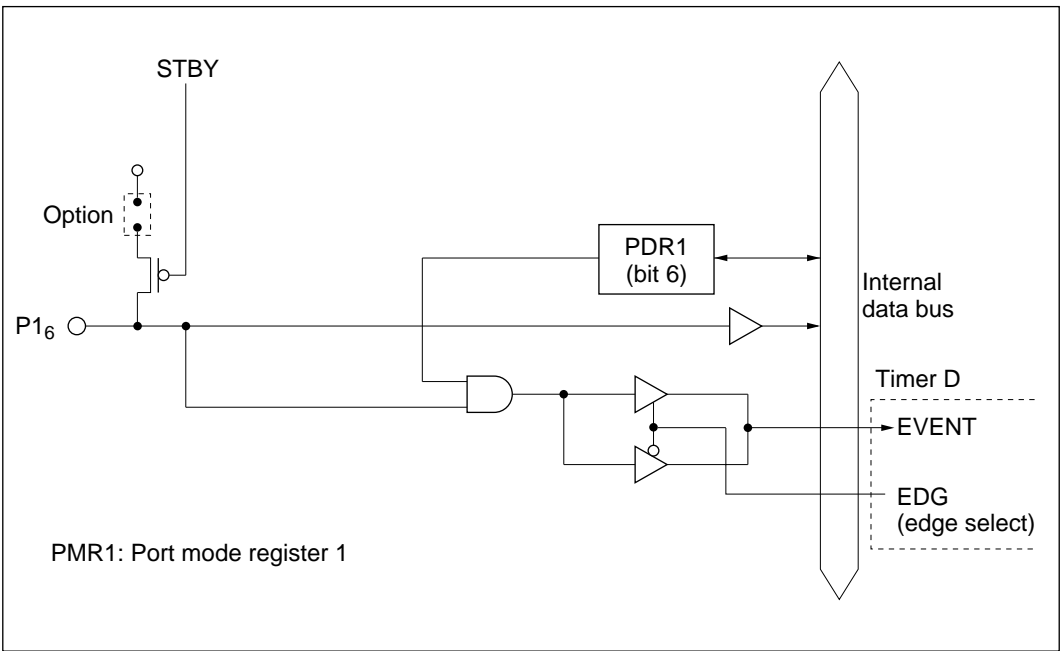 STBY
Option
PDR1
(bit 6)
Internal
data bus
P1₆
Timer D
EVENT
EDG
(edge select)
PMR1: Port mode register 1